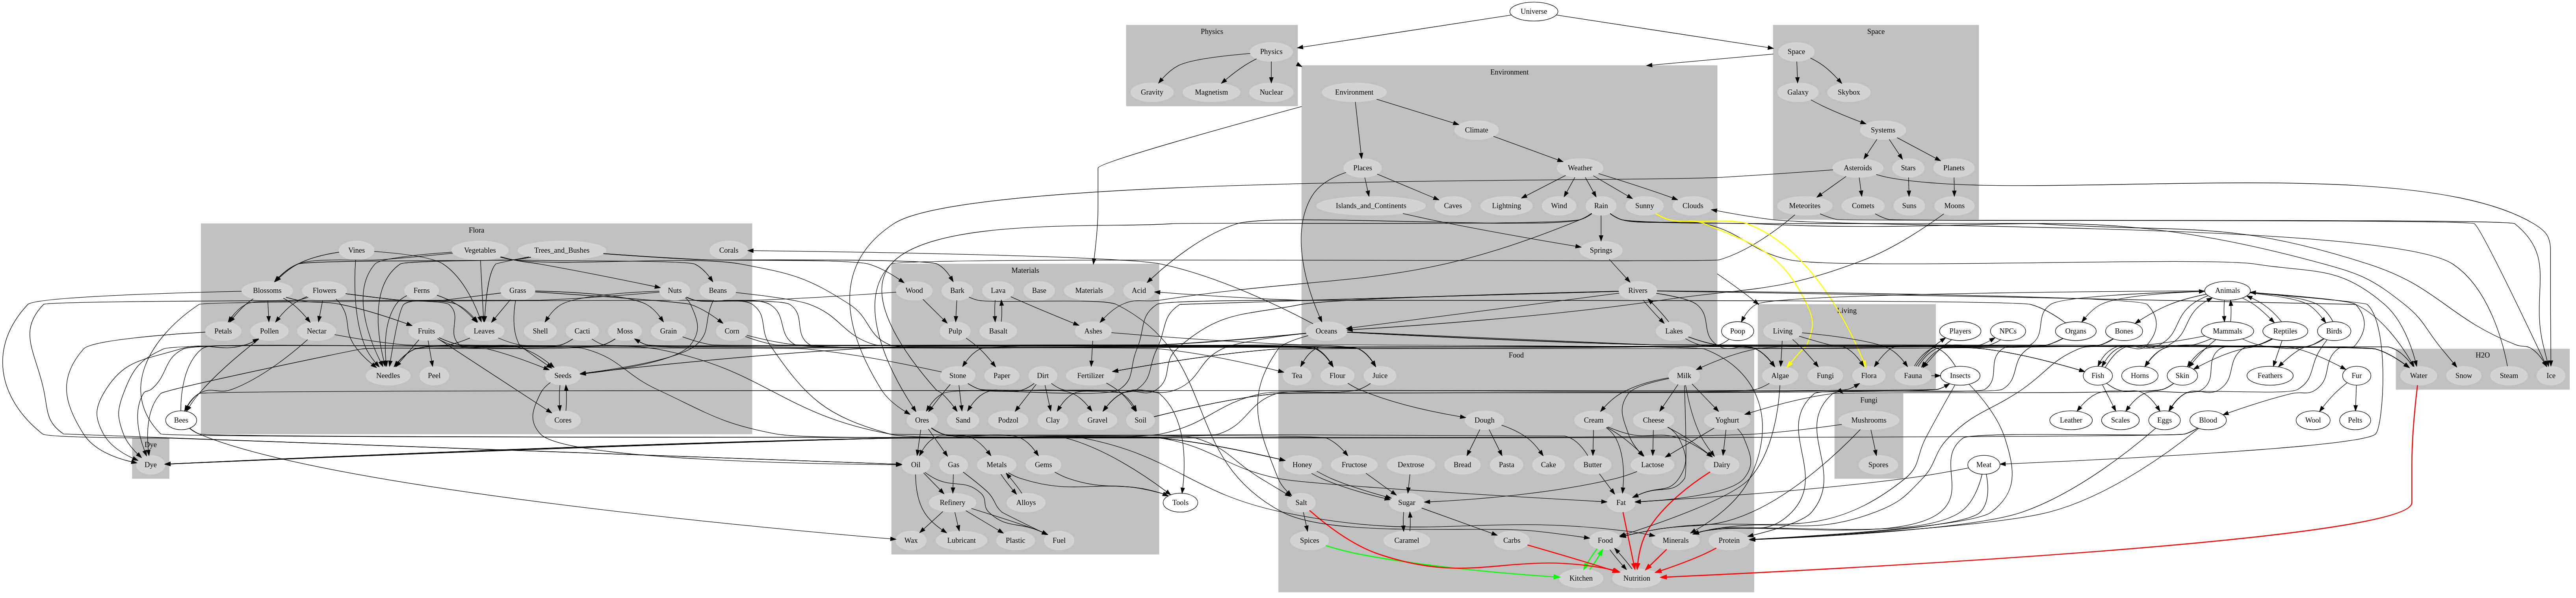 Universe
Physics
Space
Physics
Space
Environment
Gravity
Magnetism
Nuclear
Environment
Galaxy
Skybox
Climate
Systems
Places
Weather
Asteroids
Stars
Planets
Islands_and_Continents
Caves
Lightning
Wind
Rain
Sunny
Clouds
Meteorites
Comets
Suns
Moons
Flora
Vines
Vegetables
Trees_and_Bushes
Corals
Springs
Materials
Blossoms
Flowers
Ferns
Grass
Nuts
Beans
Wood
Bark
Lava
Base
Materials
Acid
Rivers
Animals
Living
Petals
Pollen
Nectar
Fruits
Leaves
Shell
Cacti
Moss
Grain
Corn
Pulp
Basalt
Ashes
Oceans
Lakes
Poop
Living
Players
NPCs
Organs
Bones
Mammals
Reptiles
Birds
Food
H2O
Needles
Peel
Seeds
Stone
Paper
Dirt
Fertilizer
Tea
Flour
Juice
Milk
Algae
Fungi
Flora
Fauna
Insects
Fish
Horns
Skin
Feathers
Fur
Water
Snow
Steam
Ice
Fungi
Bees
Cores
Ores
Sand
Podzol
Clay
Gravel
Soil
Dough
Cream
Cheese
Yoghurt
Mushrooms
Leather
Scales
Eggs
Blood
Wool
Pelts
Dye
Dye
Oil
Gas
Metals
Gems
Honey
Fructose
Dextrose
Bread
Pasta
Cake
Butter
Lactose
Dairy
Spores
Meat
Refinery
Alloys
Tools
Salt
Sugar
Fat
Wax
Lubricant
Plastic
Fuel
Spices
Caramel
Carbs
Food
Minerals
Protein
Kitchen
Nutrition